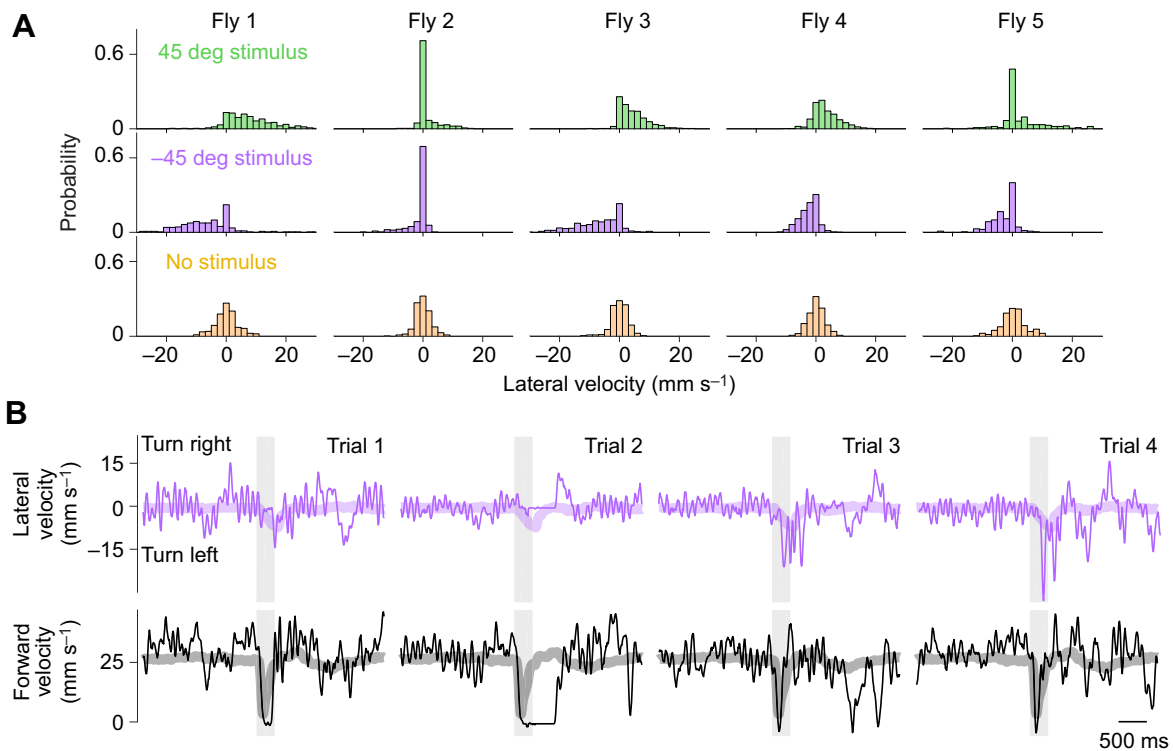 A
Fly 1 Fly 2 Fly 3 Fly 4 Fly 5
45 deg stimulus
0.6
0
–45 deg stimulus
0.6
0
Probability
No stimulus
0.6
0
–20 0 20 –20 0 20 –20 0 20 –20 0 20 –20 0 20
Lateral velocity (mm s–1)
B
Turn right Trial 1 Trial 2 Trial 3 Trial 4
Lateral
velocity
(mm s–1)
15
0
–15
Turn left
Forward
velocity
(mm s–1)
25
0
500 ms